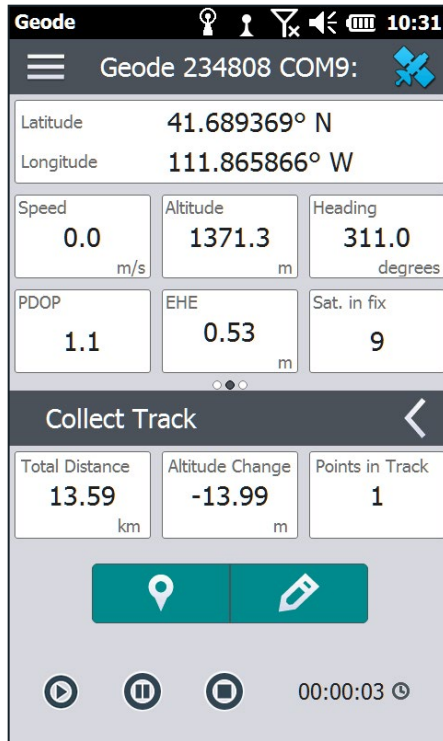 Geode 10:31
Geode 234808 COM9:
Latitude 41.689369° N
Longitude 111.865866° W
Speed Altitude Heading
0.0 1371.3 311.0
m/s m degrees
PDOP EHE Sat. in fix
1.1 0.53 9
m
Collect Track
Total Distance Altitude Change Points in Track
13.59 -13.99 1
km m
00:00:03